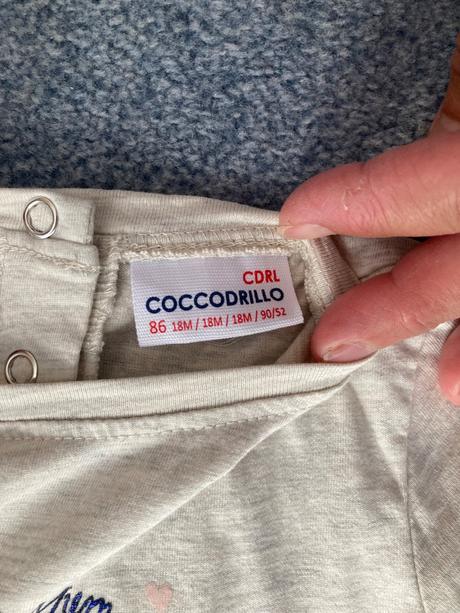 CDRL
COCCODRILLO
86 18M / 18M / 18M / 90/52